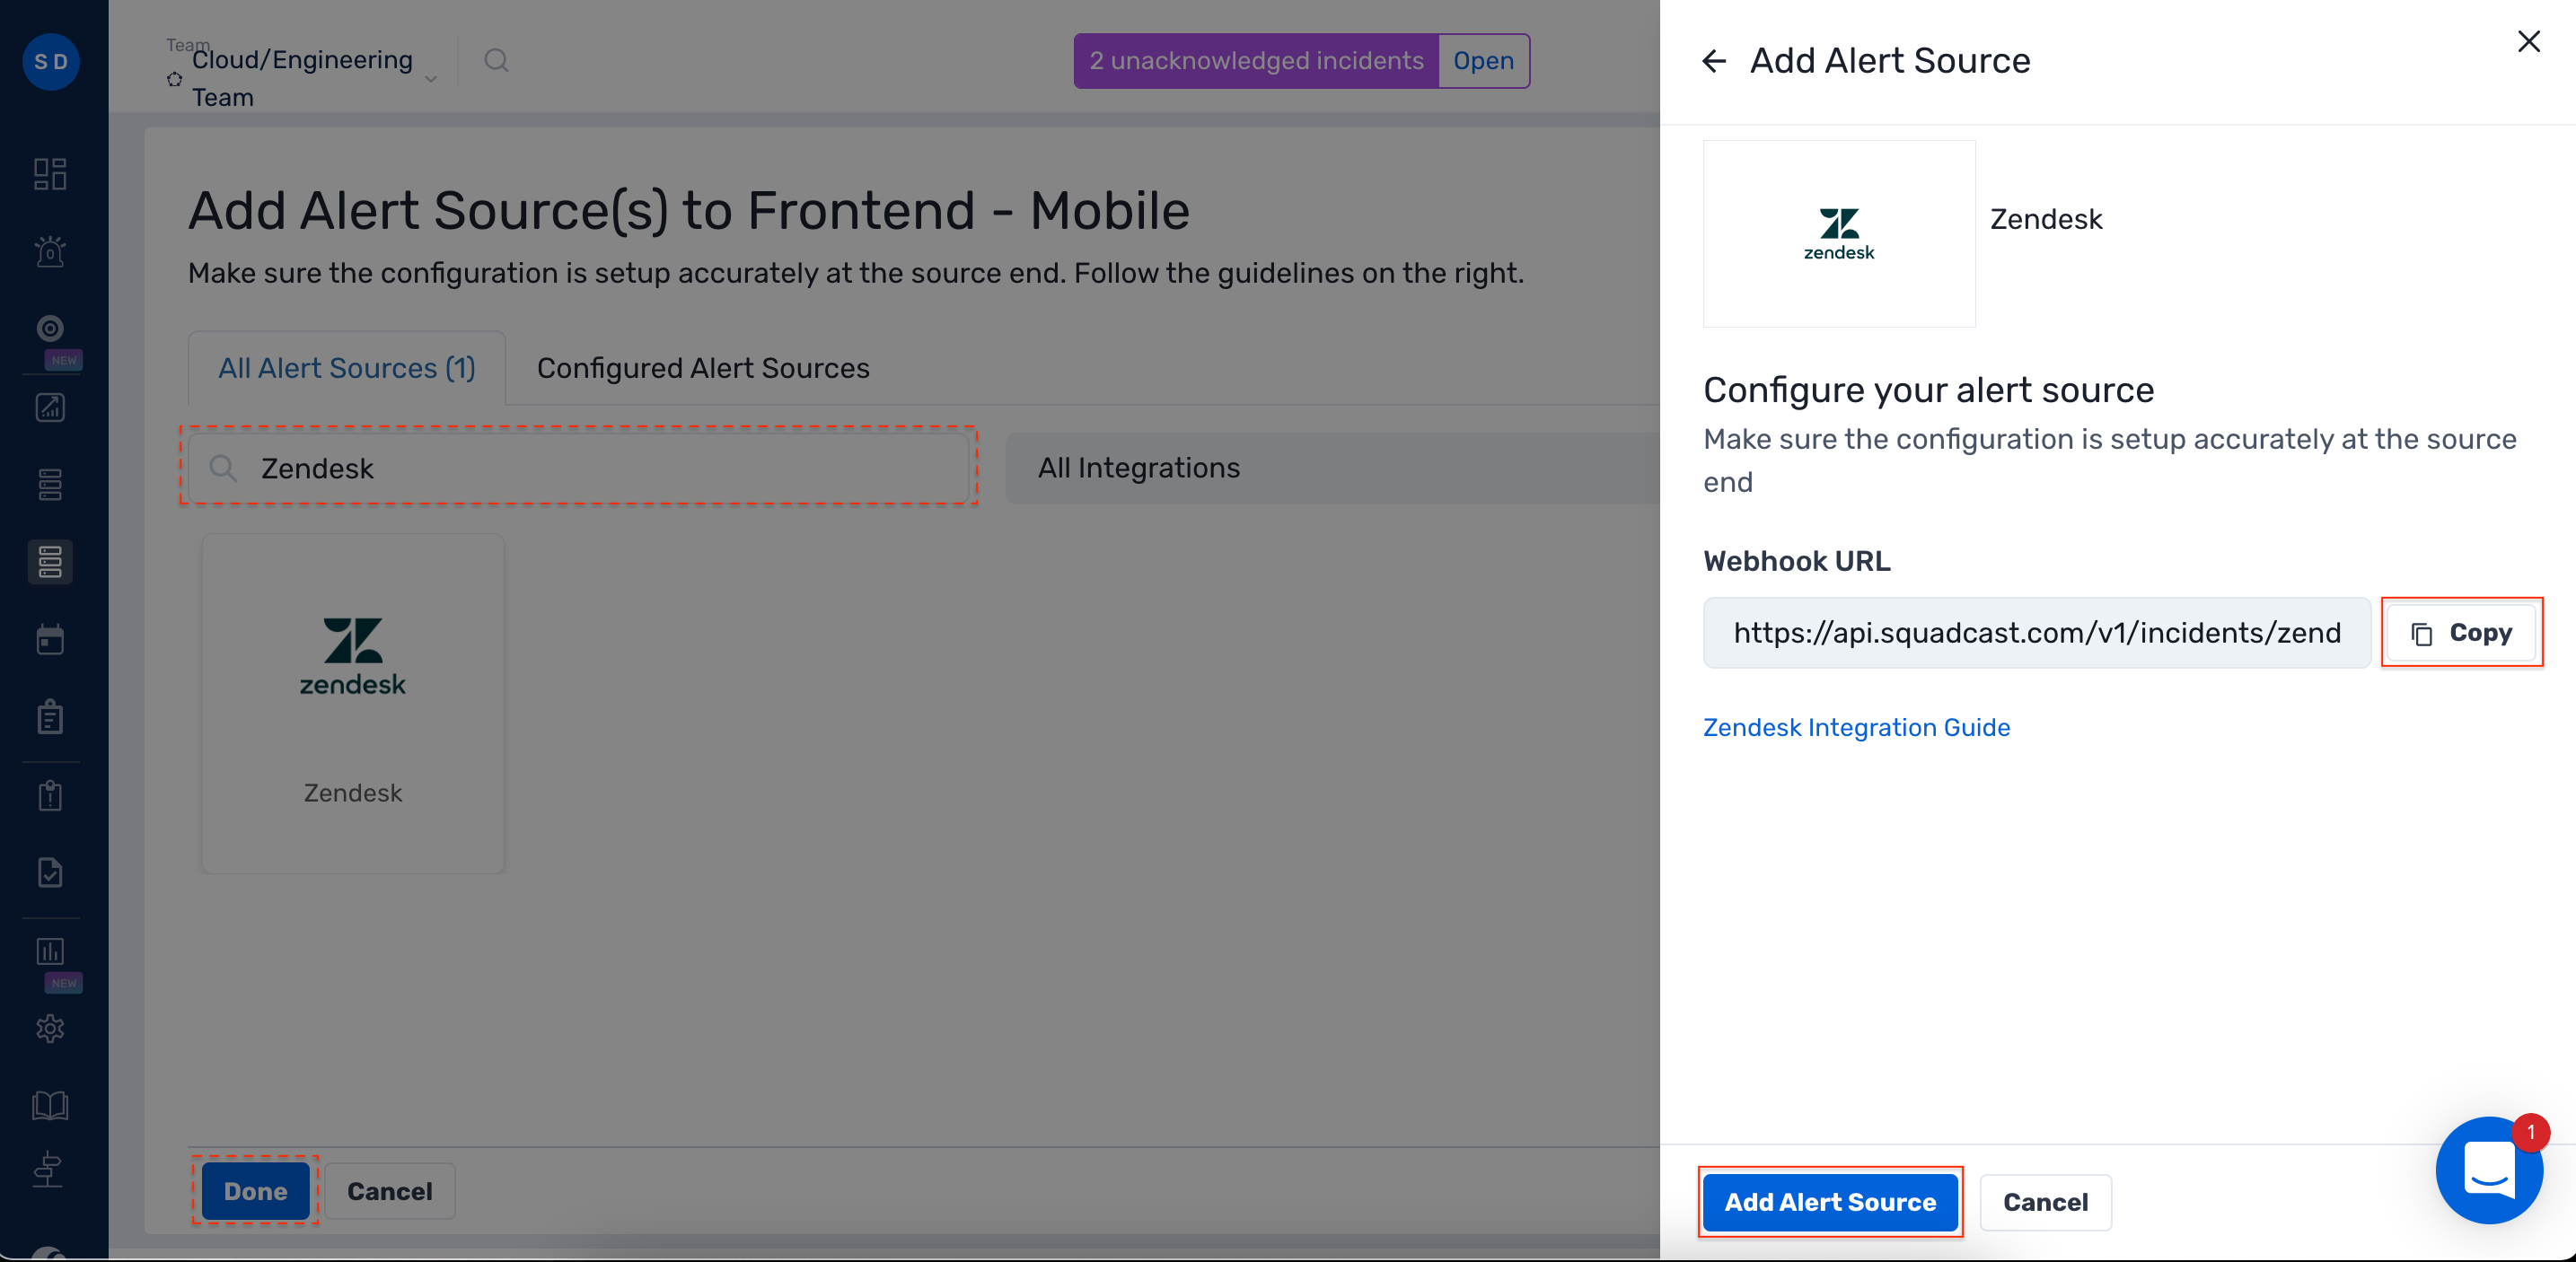 S D
Team
Cloud/Engineering
Team
2 unacknowledged incidents
Open
0
NEW
NEW
Add Alert Source(s) to Frontend - Mobile
Make sure the configuration is setup accurately at the source end. Follow the guidelines on the right.
All Alert Sources (1)
Configured Alert Sources
Zendesk
All Integrations
zendesk
Zendesk
Done
Cancel
Add Alert Source
zendesk
Zendesk
Configure your alert source
Make sure the configuration is setup accurately at the source
end
Webhook URL
https://api.squadcast.com/v1/incidents/zend
Copy
Zendesk Integration Guide
1
Add Alert Source
Cancel